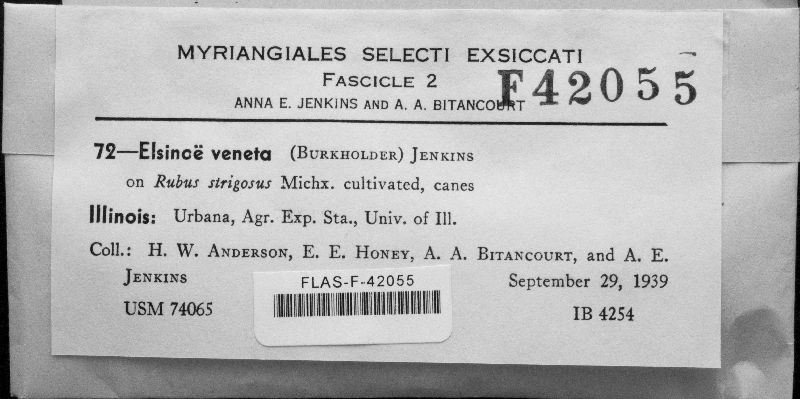 MYRIANGIALES SELECTI EXSICCATI
FASCICLE 2
F42055
ANNA E. JENKINS AND A. A. BITANCOURT
72—Elsinoë veneta (BURKHOLDER) JENKINS
on Rubus strigosus Michx. cultivated, canes
Illinois: Urbana, Agr. Exp. Sta., Univ. of Ill.
Coll.: H. W. ANDERSON, E. E. HONEY, A. A. BITANCOURT, and A. E.
JENKINS
September 29, 1939
FLAS-F-42055
USM 74065
IB 4254